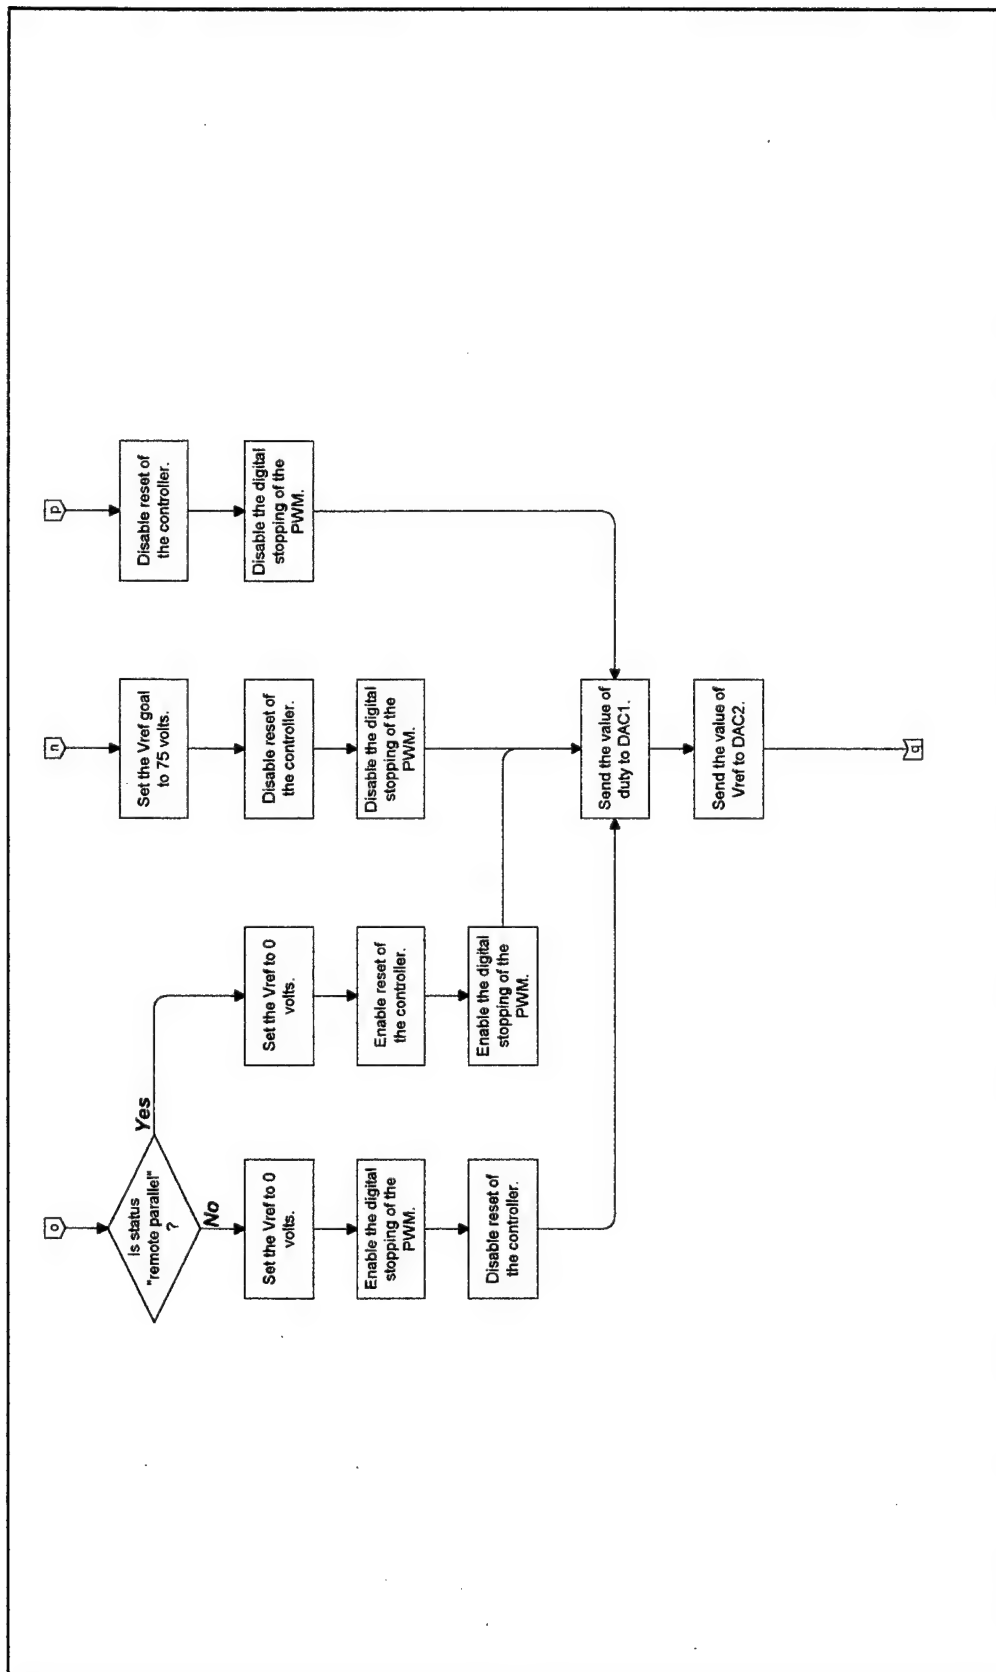 o
Is status
"remote parallel"
?
Yes
No
Set the Vref to 0
volts.
Enable the digital
stopping of the
PWM.
Disable reset of
the controller.
Set the Vref to 0
volts.
Enable reset of
the controller.
Enable the digital
stopping of the
PWM.
n
Set the Vref goal
to 75 volts.
Disable reset of
the controller.
Disable the digital
stopping of the
PWM.
p
Disable reset of
the controller.
Disable the digital
stopping of the
PWM.
Send the value of
duty to DAC1.
Send the value of
Vref to DAC2.
q